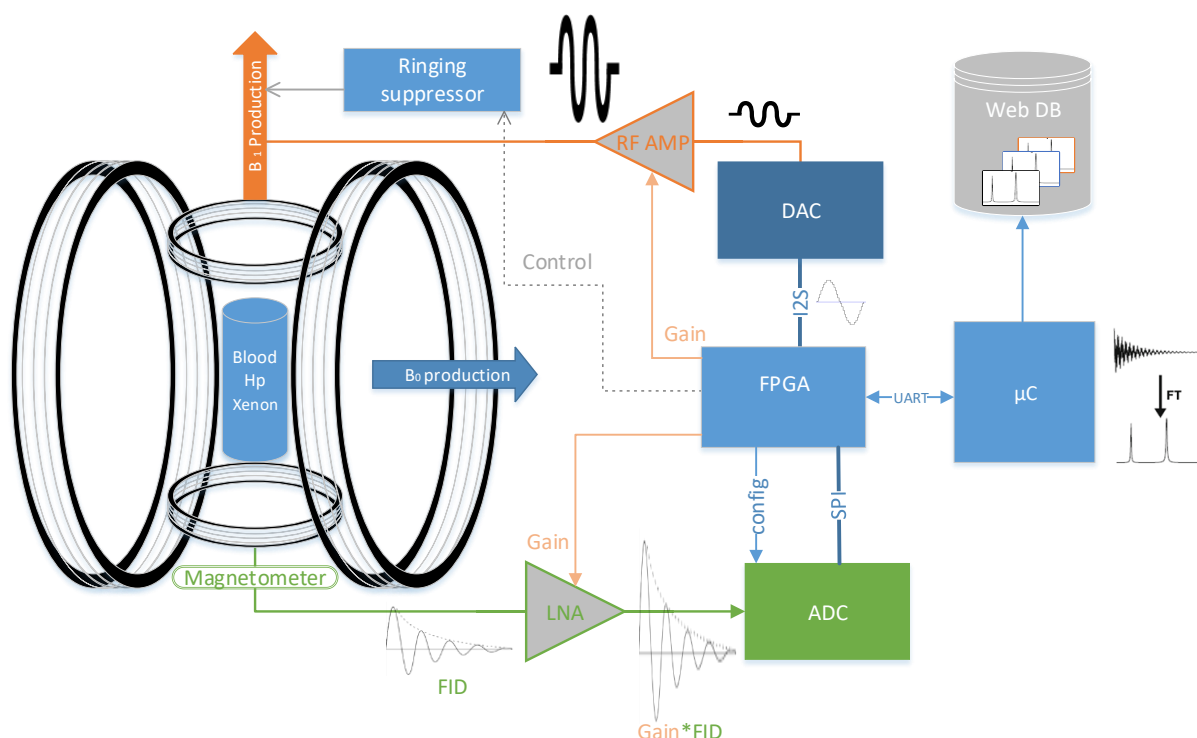 Ringing
suppressor
B₁ Production
RF AMP
DAC
Web DB
Control
I2S
Gain
Blood
Hp
Xenon
B₀ production
FPGA
UART
µC
FT
config
SPI
Gain
Magnetometer
LNA
ADC
FID
Gain*FID